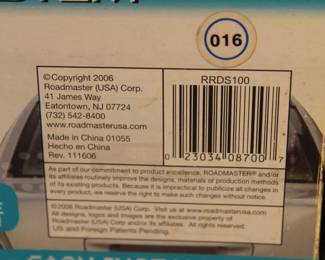 016
© Copyright 2006
Roadmaster (USA) Corp.
41 James Way
Eatontown, NJ 07724
(732) 542-8400
www.roadmasterusa.com
Made in China 01055
Hecho en China
Rev. 111606
RRDS100
0 23034 08700 7
As part of our commitment to product excellence, ROADMASTER® and/or
its affiliates routinely improve the designs, materials or production methods
of its existing products. Because it is impractical to publicize all changes in
every product, we reserve the right to make such changes without notice.
©2006 Roadmaster (USA) Corp. Visit us at www.roadmasterusa.com
All designs, logos and images are the exclusive property of
Roadmaster (USA) Corp and/or its affiliates. All rights reserved.
US and Foreign Patents Pending.